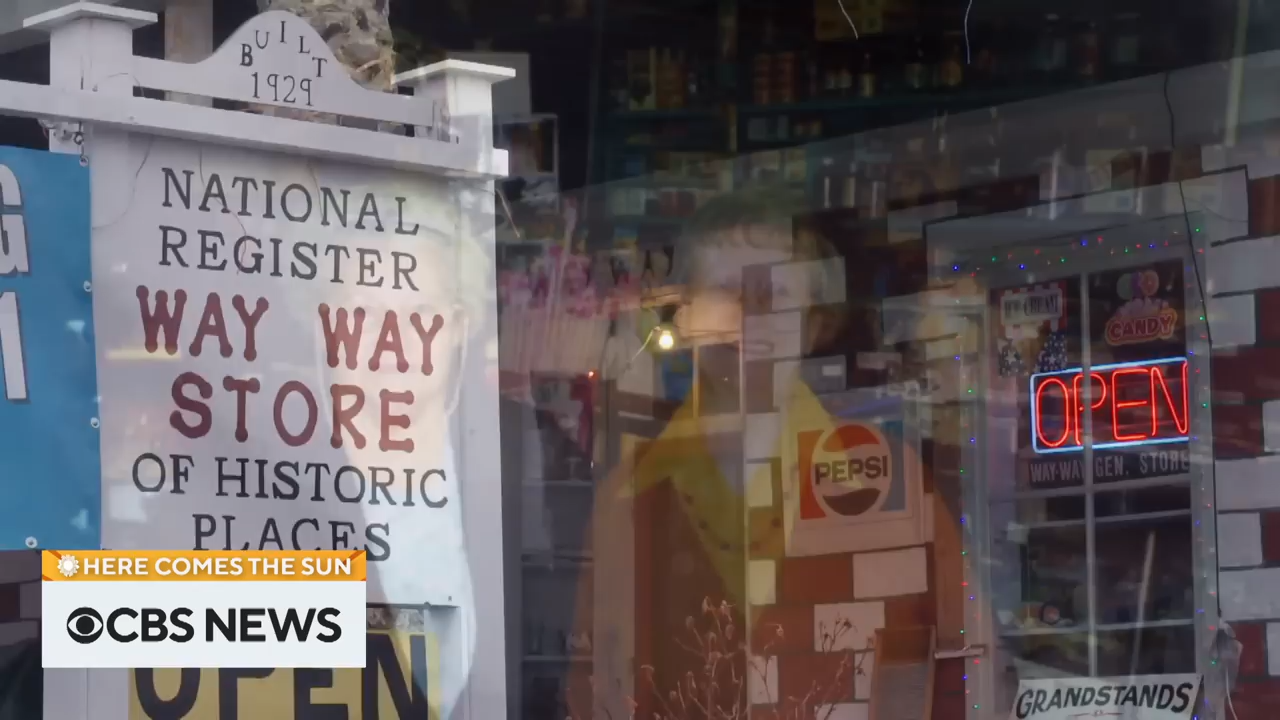 BUILT
1929
NATIONAL
REGISTER
WAY WAY
STORE
OF HISTORIC
PLACES
G
1
HERE COMES THE SUN
CBS NEWS
OPEN
PEPSI
CANDY
OPEN
WAY-WAY GEN. STORE
GRANDSTANDS